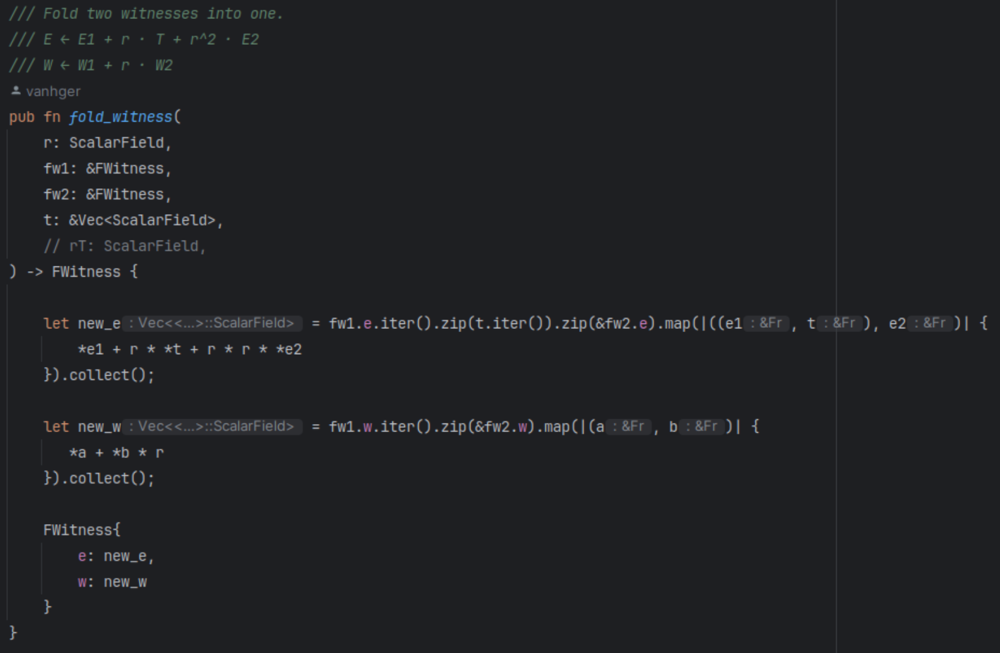 /// Fold two witnesses into one.
/// E ← E1 + r · T + r^2 · E2
/// W ← W1 + r · W2
vanhger
pub fn fold_witness(
    r: ScalarField,
    fw1: &FWitness,
    fw2: &FWitness,
    t: &Vec<ScalarField>,
    // rT: ScalarField,
) -> FWitness {
    let new_e : Vec<<...>::ScalarField> = fw1.e.iter().zip(t.iter()).zip(&fw2.e).map(|((e1 : &Fr , t : &Fr ), e2 : &Fr )| {
        *e1 + r * *t + r * r * *e2
    }).collect();
    let new_w : Vec<<...>::ScalarField> = fw1.w.iter().zip(&fw2.w).map(|(a : &Fr , b : &Fr )| {
       *a + *b * r
    }).collect();
    FWitness{
        e: new_e,
        w: new_w
    }
}